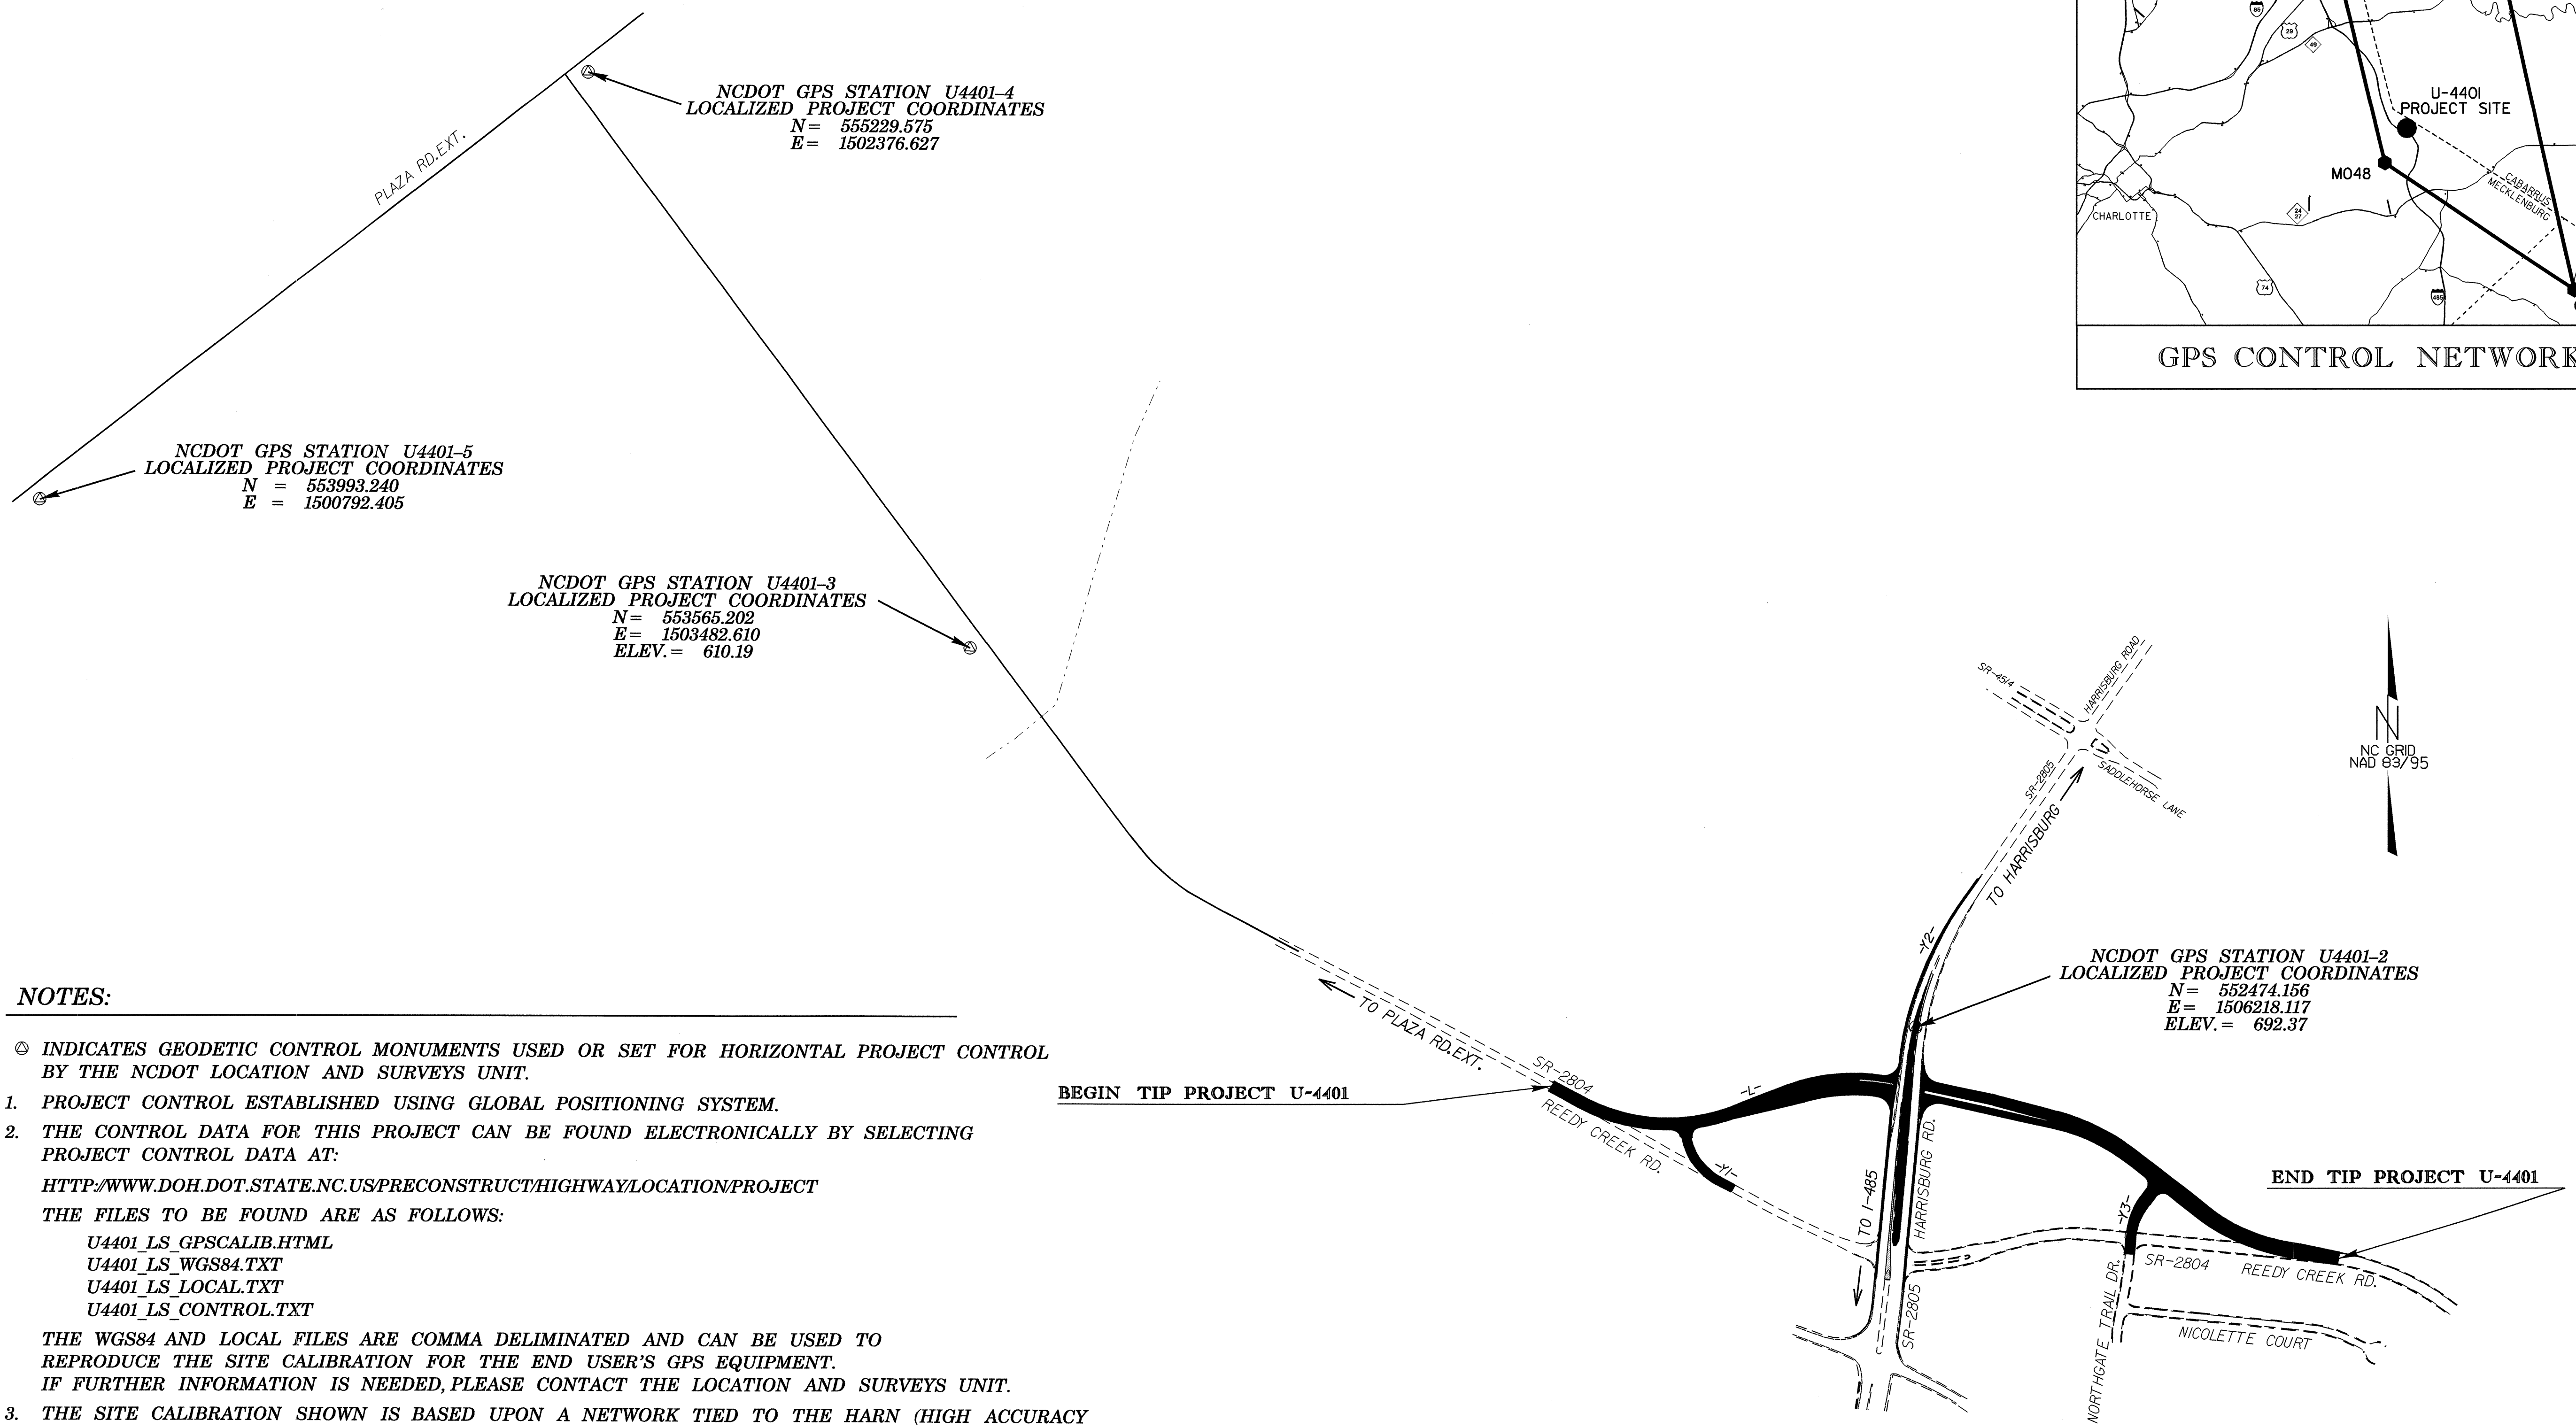 NCDOT GPS STATION U4401-4
LOCALIZED PROJECT COORDINATES
N= 555229.575
E= 1502376.627
PLAZA RD.EXT.
85
29
49
U-4401
PROJECT SITE
M048
CABARRUS
MECKLENBURG
CHARLOTTE
24
27
74
485
GPS CONTROL NETWORK
NCDOT GPS STATION U4401-5
LOCALIZED PROJECT COORDINATES
N = 553993.240
E = 1500792.405
NCDOT GPS STATION U4401-3
LOCALIZED PROJECT COORDINATES
N= 553565.202
E= 1503482.610
ELEV.= 610.19
SR-4514
HARRISBURG ROAD
SR-2805
SADDLEHORSE LANE
TO HARRISBURG
N
NC GRID
NAD 83/95
-Y2-
NCDOT GPS STATION U4401-2
LOCALIZED PROJECT COORDINATES
N= 552474.156
E= 1506218.117
ELEV.= 692.37
TO PLAZA RD.EXT.
SR-2804
REEDY CREEK RD.
BEGIN TIP PROJECT U-4401
-L-
-Y1-
TO I-485
HARRISBURG RD.
SR-2805
-Y3-
END TIP PROJECT U-4401
SR-2804
REEDY CREEK RD.
NORTHGATE TRAIL DR.
NICOLETTE COURT
NOTES:
INDICATES GEODETIC CONTROL MONUMENTS USED OR SET FOR HORIZONTAL PROJECT CONTROL
BY THE NCDOT LOCATION AND SURVEYS UNIT.
1. PROJECT CONTROL ESTABLISHED USING GLOBAL POSITIONING SYSTEM.
2. THE CONTROL DATA FOR THIS PROJECT CAN BE FOUND ELECTRONICALLY BY SELECTING
PROJECT CONTROL DATA AT:
HTTP://WWW.DOH.DOT.STATE.NC.US/PRECONSTRUCT/HIGHWAY/LOCATION/PROJECT
THE FILES TO BE FOUND ARE AS FOLLOWS:
U4401_LS_GPSCALIB.HTML
U4401_LS_WGS84.TXT
U4401_LS_LOCAL.TXT
U4401_LS_CONTROL.TXT
THE WGS84 AND LOCAL FILES ARE COMMA DELIMINATED AND CAN BE USED TO
REPRODUCE THE SITE CALIBRATION FOR THE END USER'S GPS EQUIPMENT.
IF FURTHER INFORMATION IS NEEDED, PLEASE CONTACT THE LOCATION AND SURVEYS UNIT.
3. THE SITE CALIBRATION SHOWN IS BASED UPON A NETWORK TIED TO THE HARN (HIGH ACCURACY